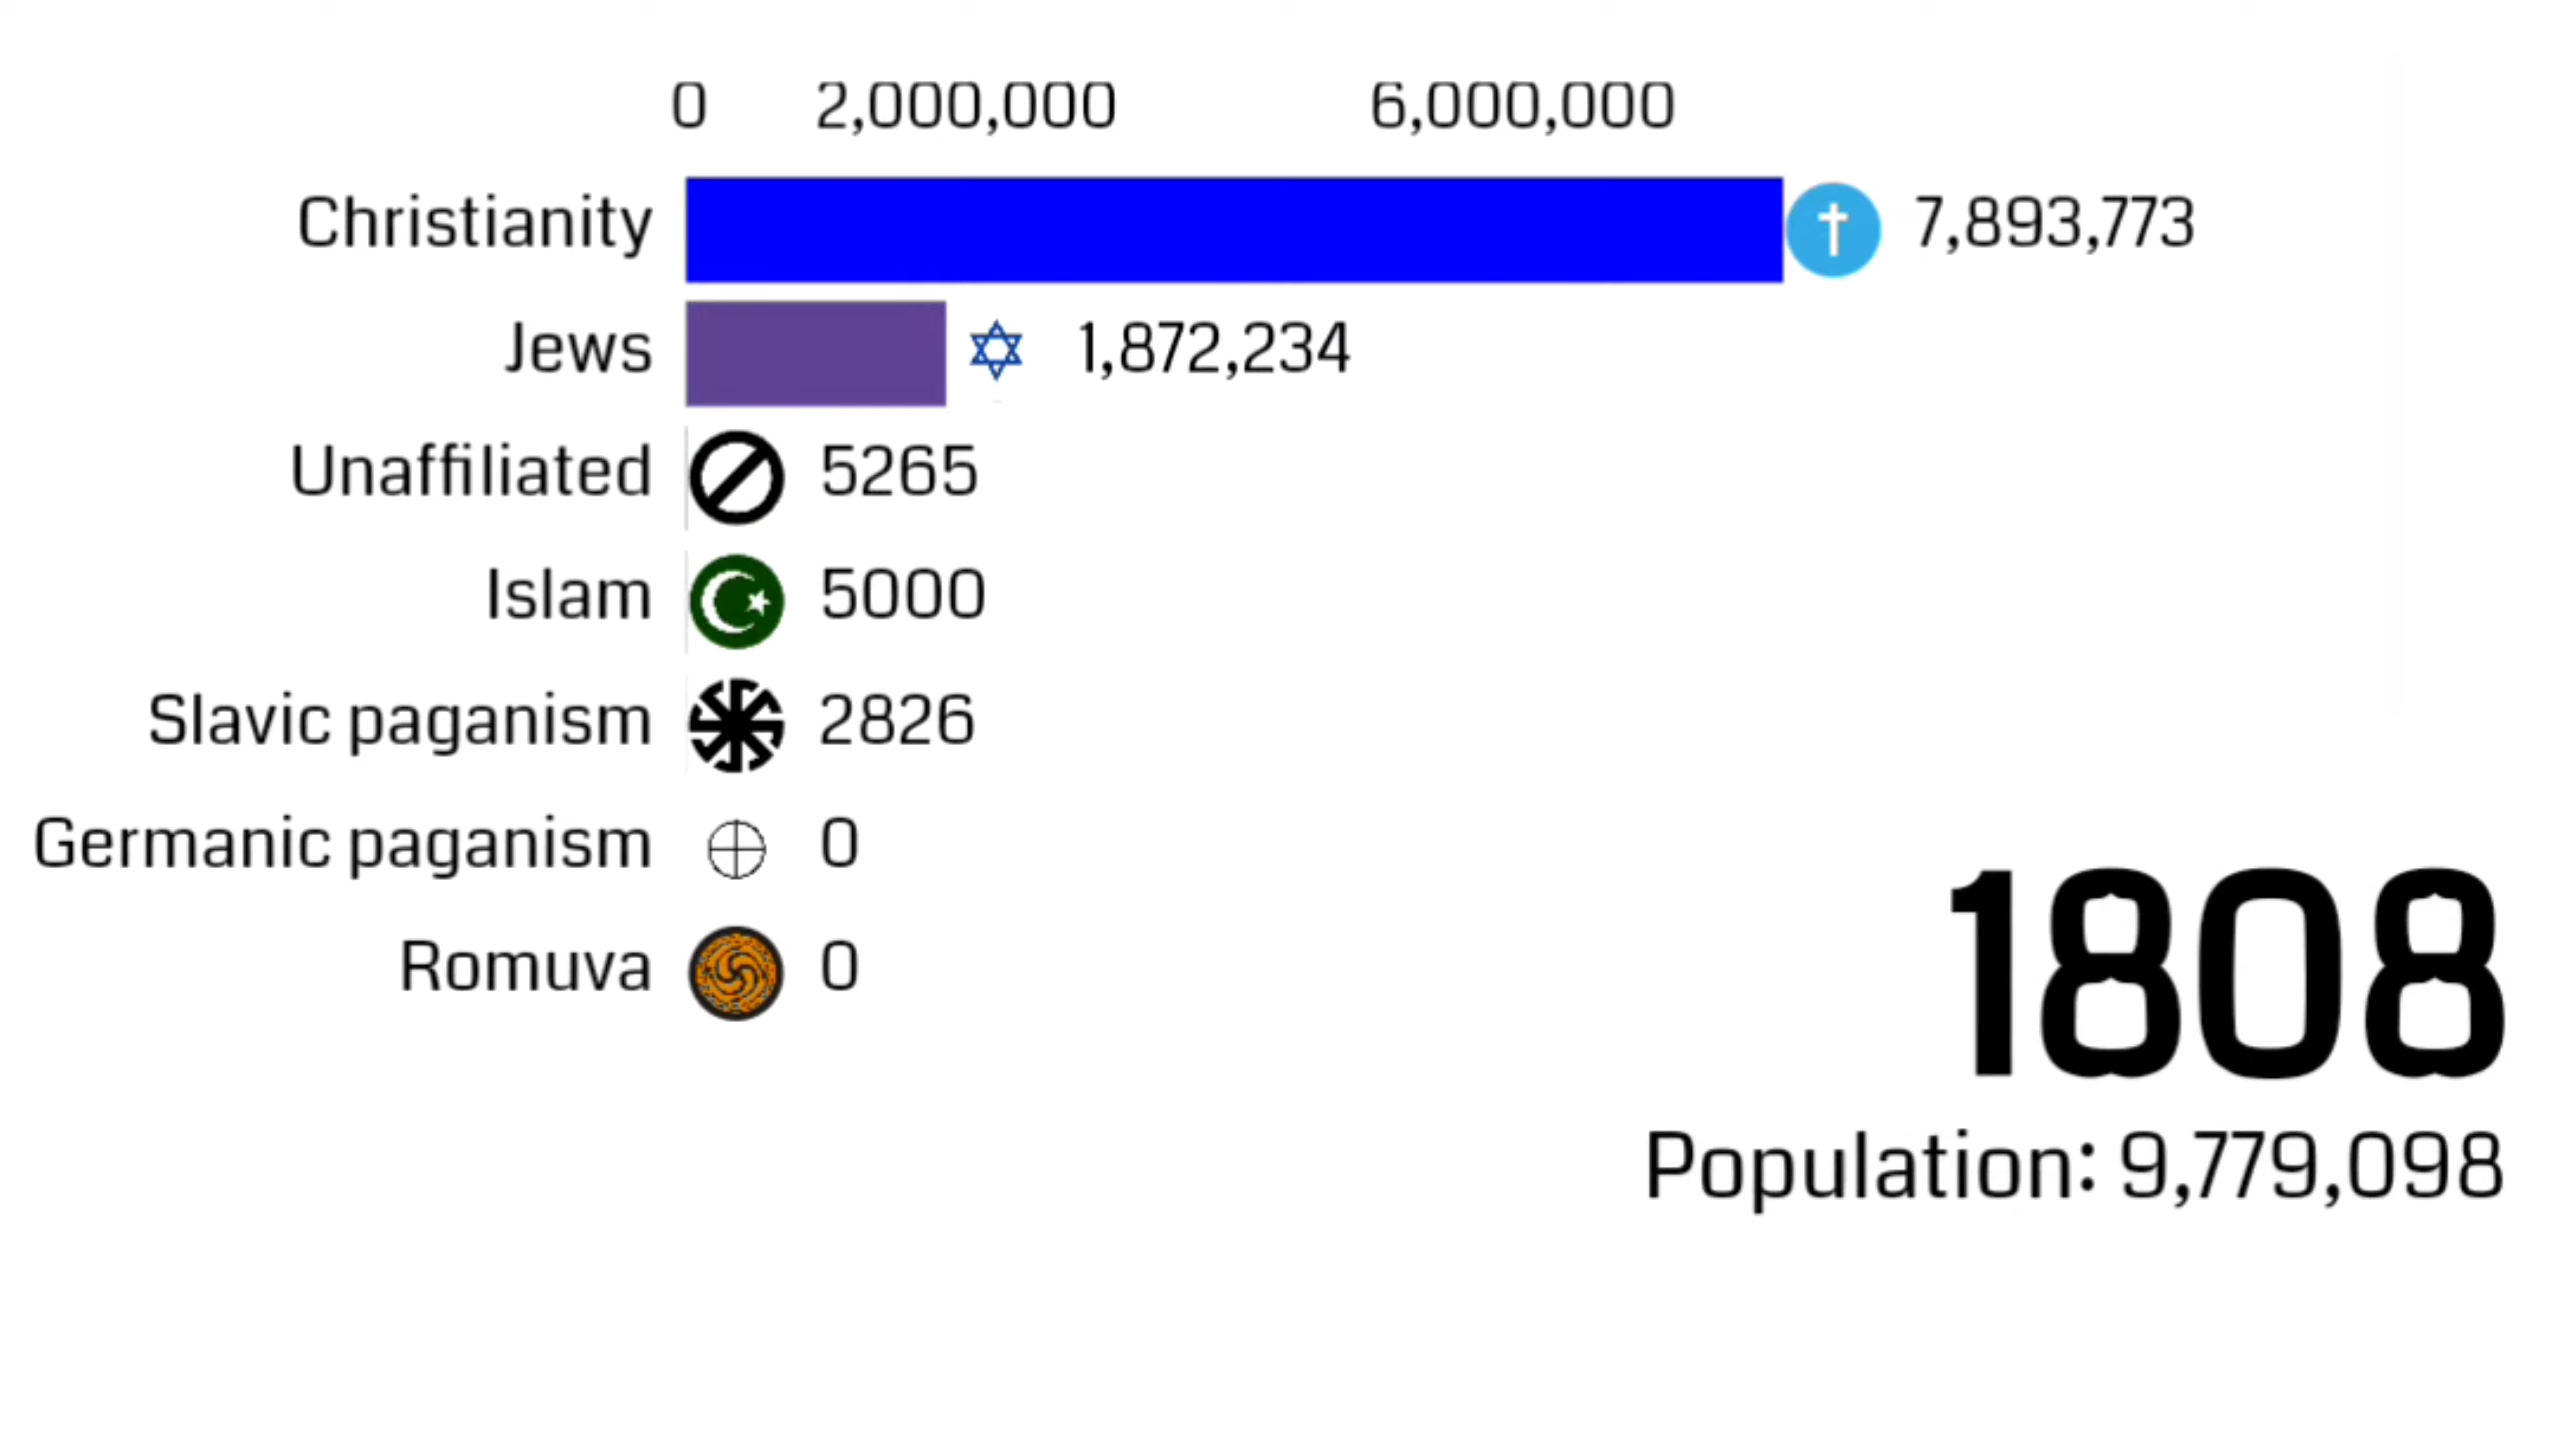 0 2,000,000 6,000,000
Christianity 7,893,773
Jews 1,872,234
Unaffiliated 5265
Islam 5000
Slavic paganism 2826
Germanic paganism 0
Romuva 0
1808
Population: 9,779,098